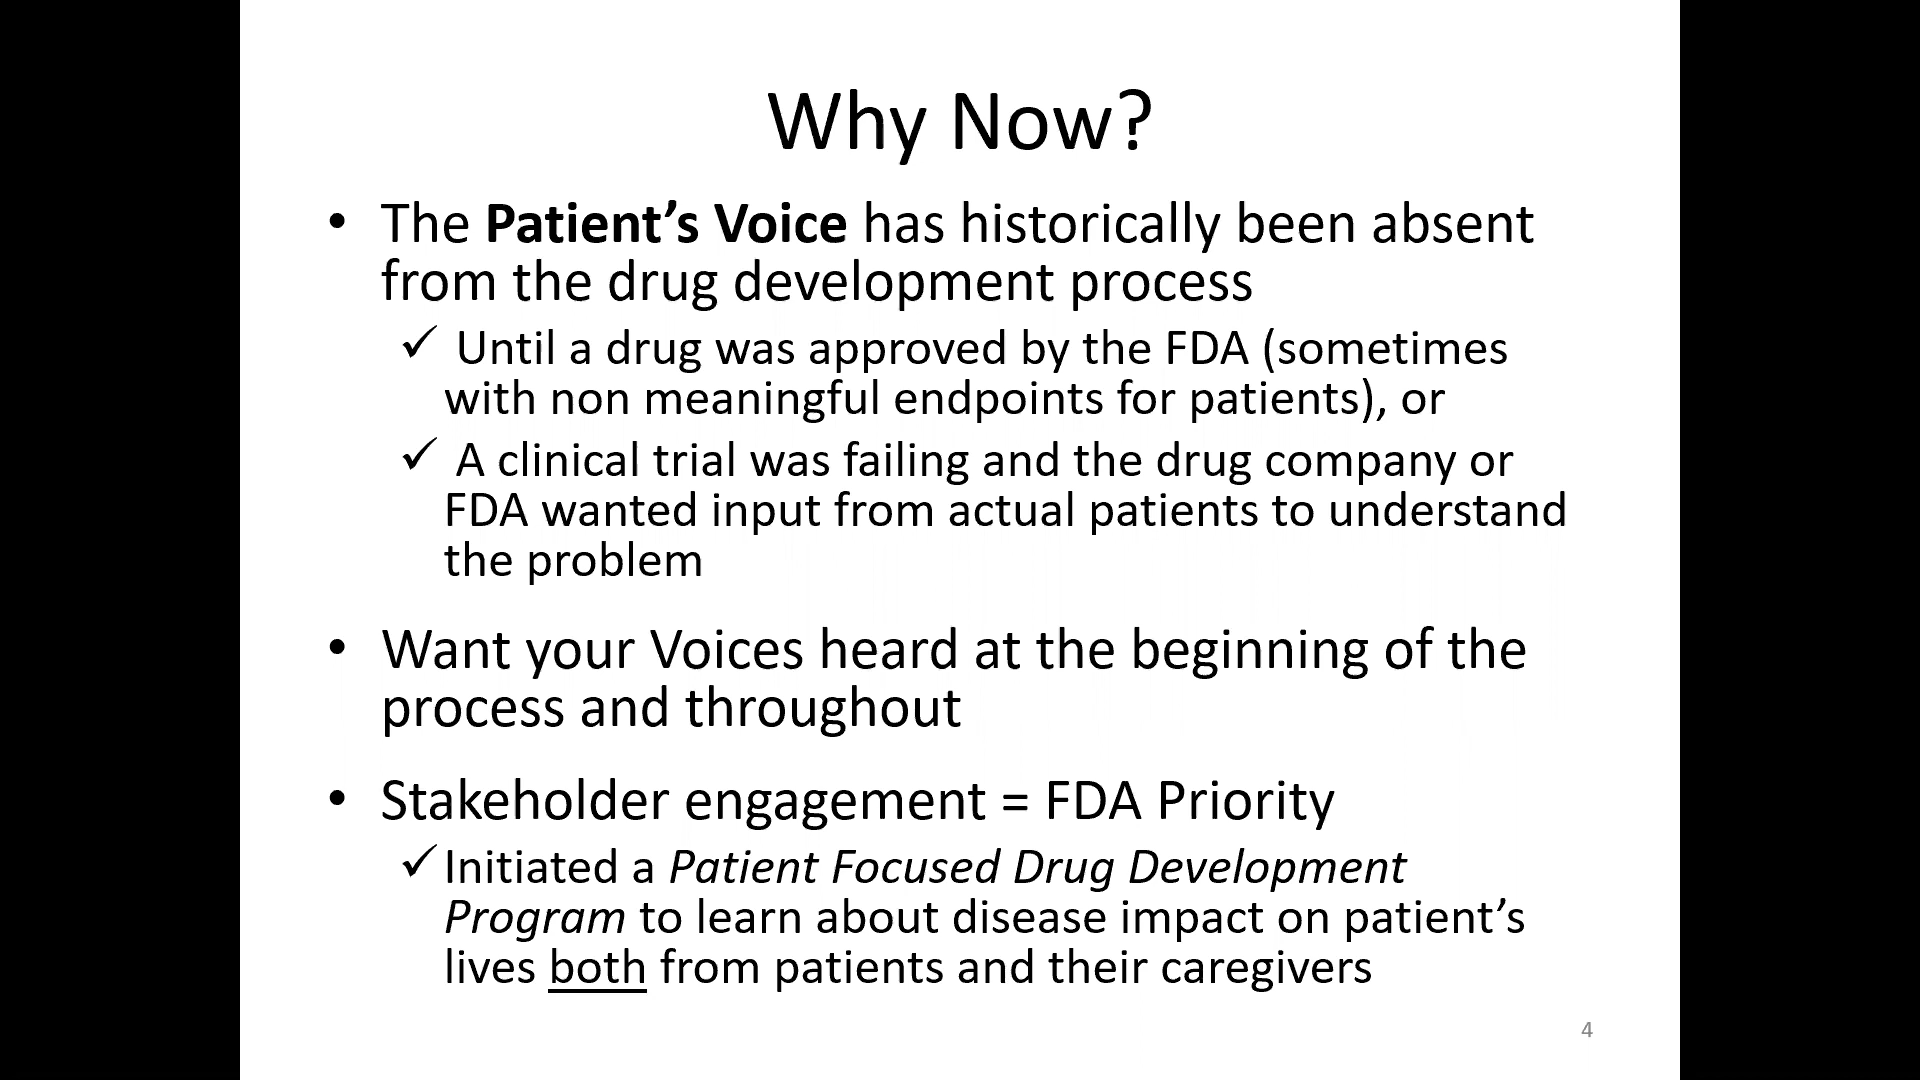 Why Now?
• The Patient’s Voice has historically been absent
from the drug development process
✓ Until a drug was approved by the FDA (sometimes
with non meaningful endpoints for patients), or
✓ A clinical trial was failing and the drug company or
FDA wanted input from actual patients to understand
the problem
• Want your Voices heard at the beginning of the
process and throughout
• Stakeholder engagement = FDA Priority
✓Initiated a Patient Focused Drug Development
Program to learn about disease impact on patient’s
lives both from patients and their caregivers
4